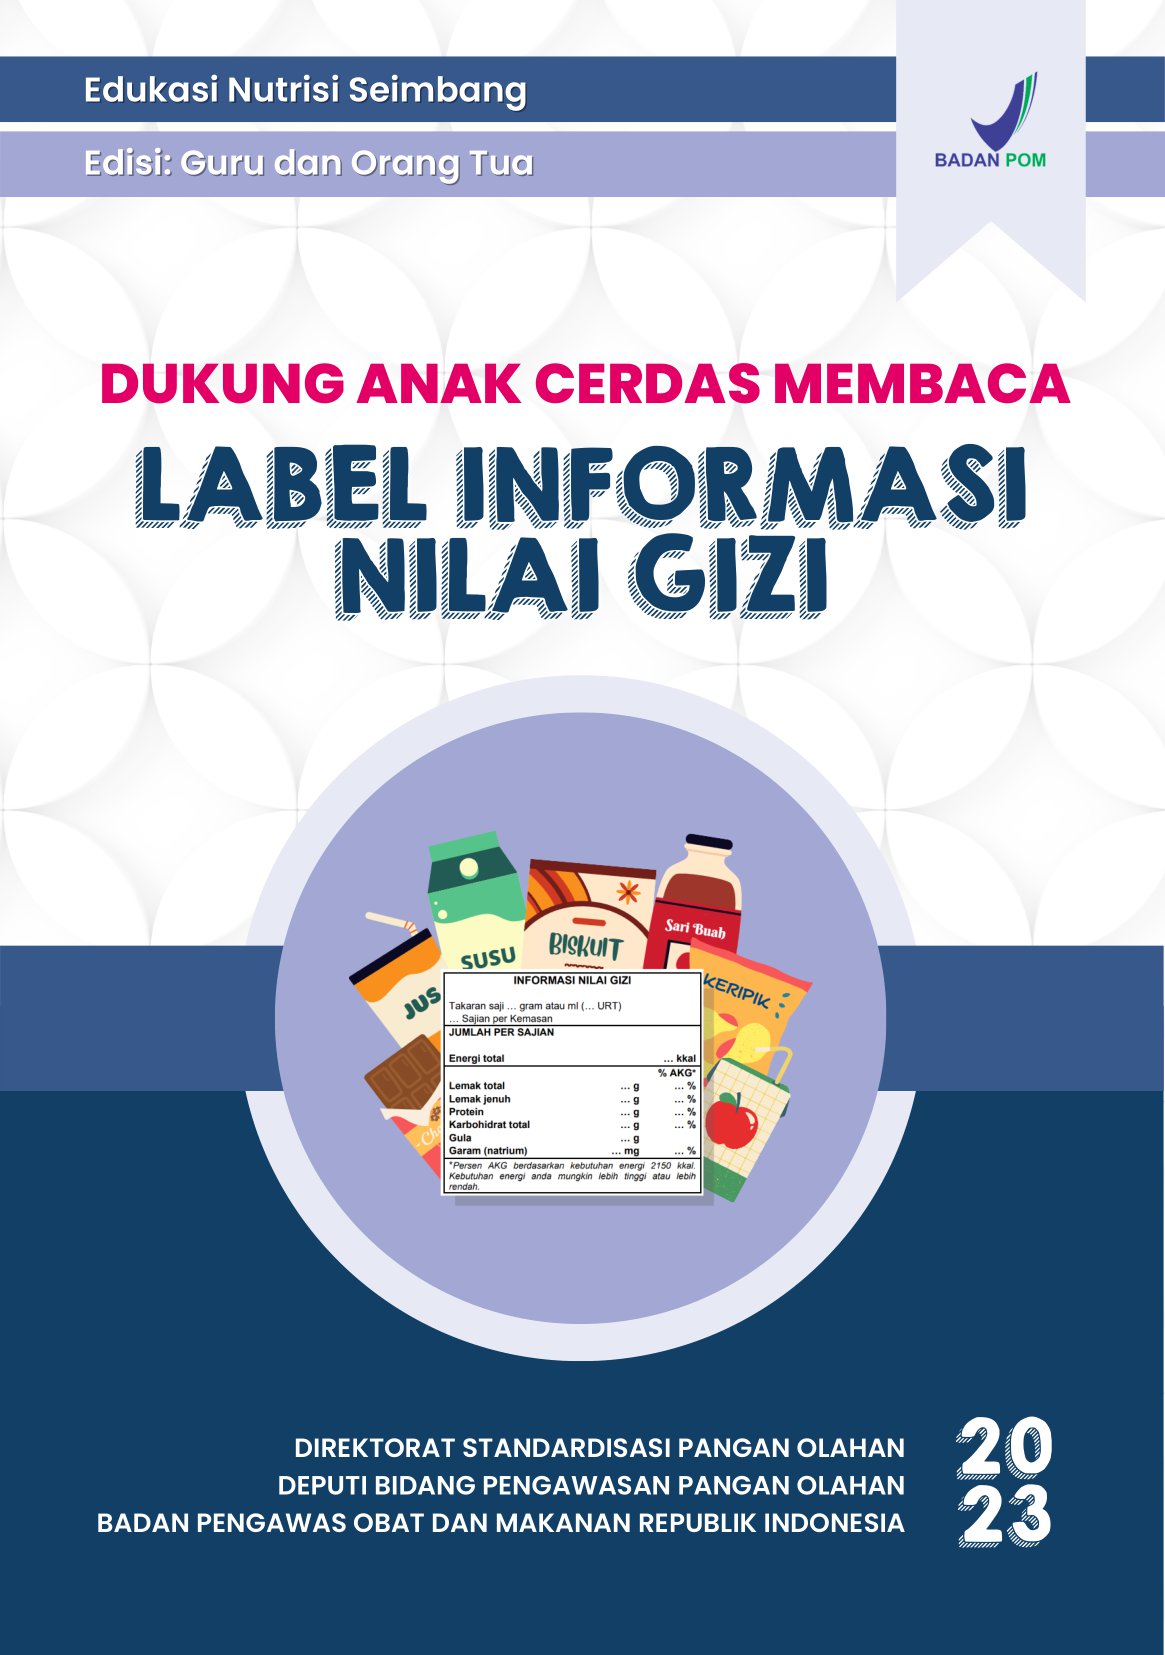 Edukasi Nutrisi Seimbang
Edisi: Guru dan Orang Tua
BADAN POM
DUKUNG ANAK CERDAS MEMBACA
LABEL INFORMASI
NILAI GIZI
SUSU
BISKUIT
Sari Buah
JUS
KERIPIK
INFORMASI NILAI GIZI
Takaran saji ... gram atau ml (... URT)
... Sajian per Kemasan
JUMLAH PER SAJIAN
Energi total ... kkal
% AKG*
Lemak total ... g ... %
Lemak jenuh ... g ... %
Protein ... g ... %
Karbohidrat total ... g ... %
Gula ... g
Garam (natrium) ... mg ... %
*Persen AKG berdasarkan kebutuhan energi 2150 kkal.
Kebutuhan energi anda mungkin lebih tinggi atau lebih
rendah.
DIREKTORAT STANDARDISASI PANGAN OLAHAN
DEPUTI BIDANG PENGAWASAN PANGAN OLAHAN
BADAN PENGAWAS OBAT DAN MAKANAN REPUBLIK INDONESIA
20
23